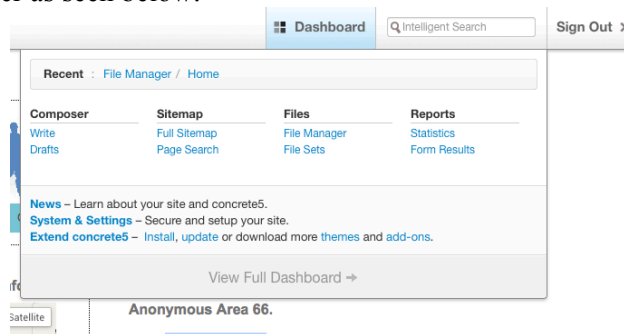 er as seen below.
Dashboard Intelligent Search Sign Out
Recent : File Manager / Home
Composer Sitemap Files Reports
Write Full Sitemap File Manager Statistics
Drafts Page Search File Sets Form Results
News – Learn about your site and concrete5.
System & Settings – Secure and setup your site.
Extend concrete5 – Install, update or download more themes and add-ons.
View Full Dashboard →
Satellite
Anonymous Area 66.